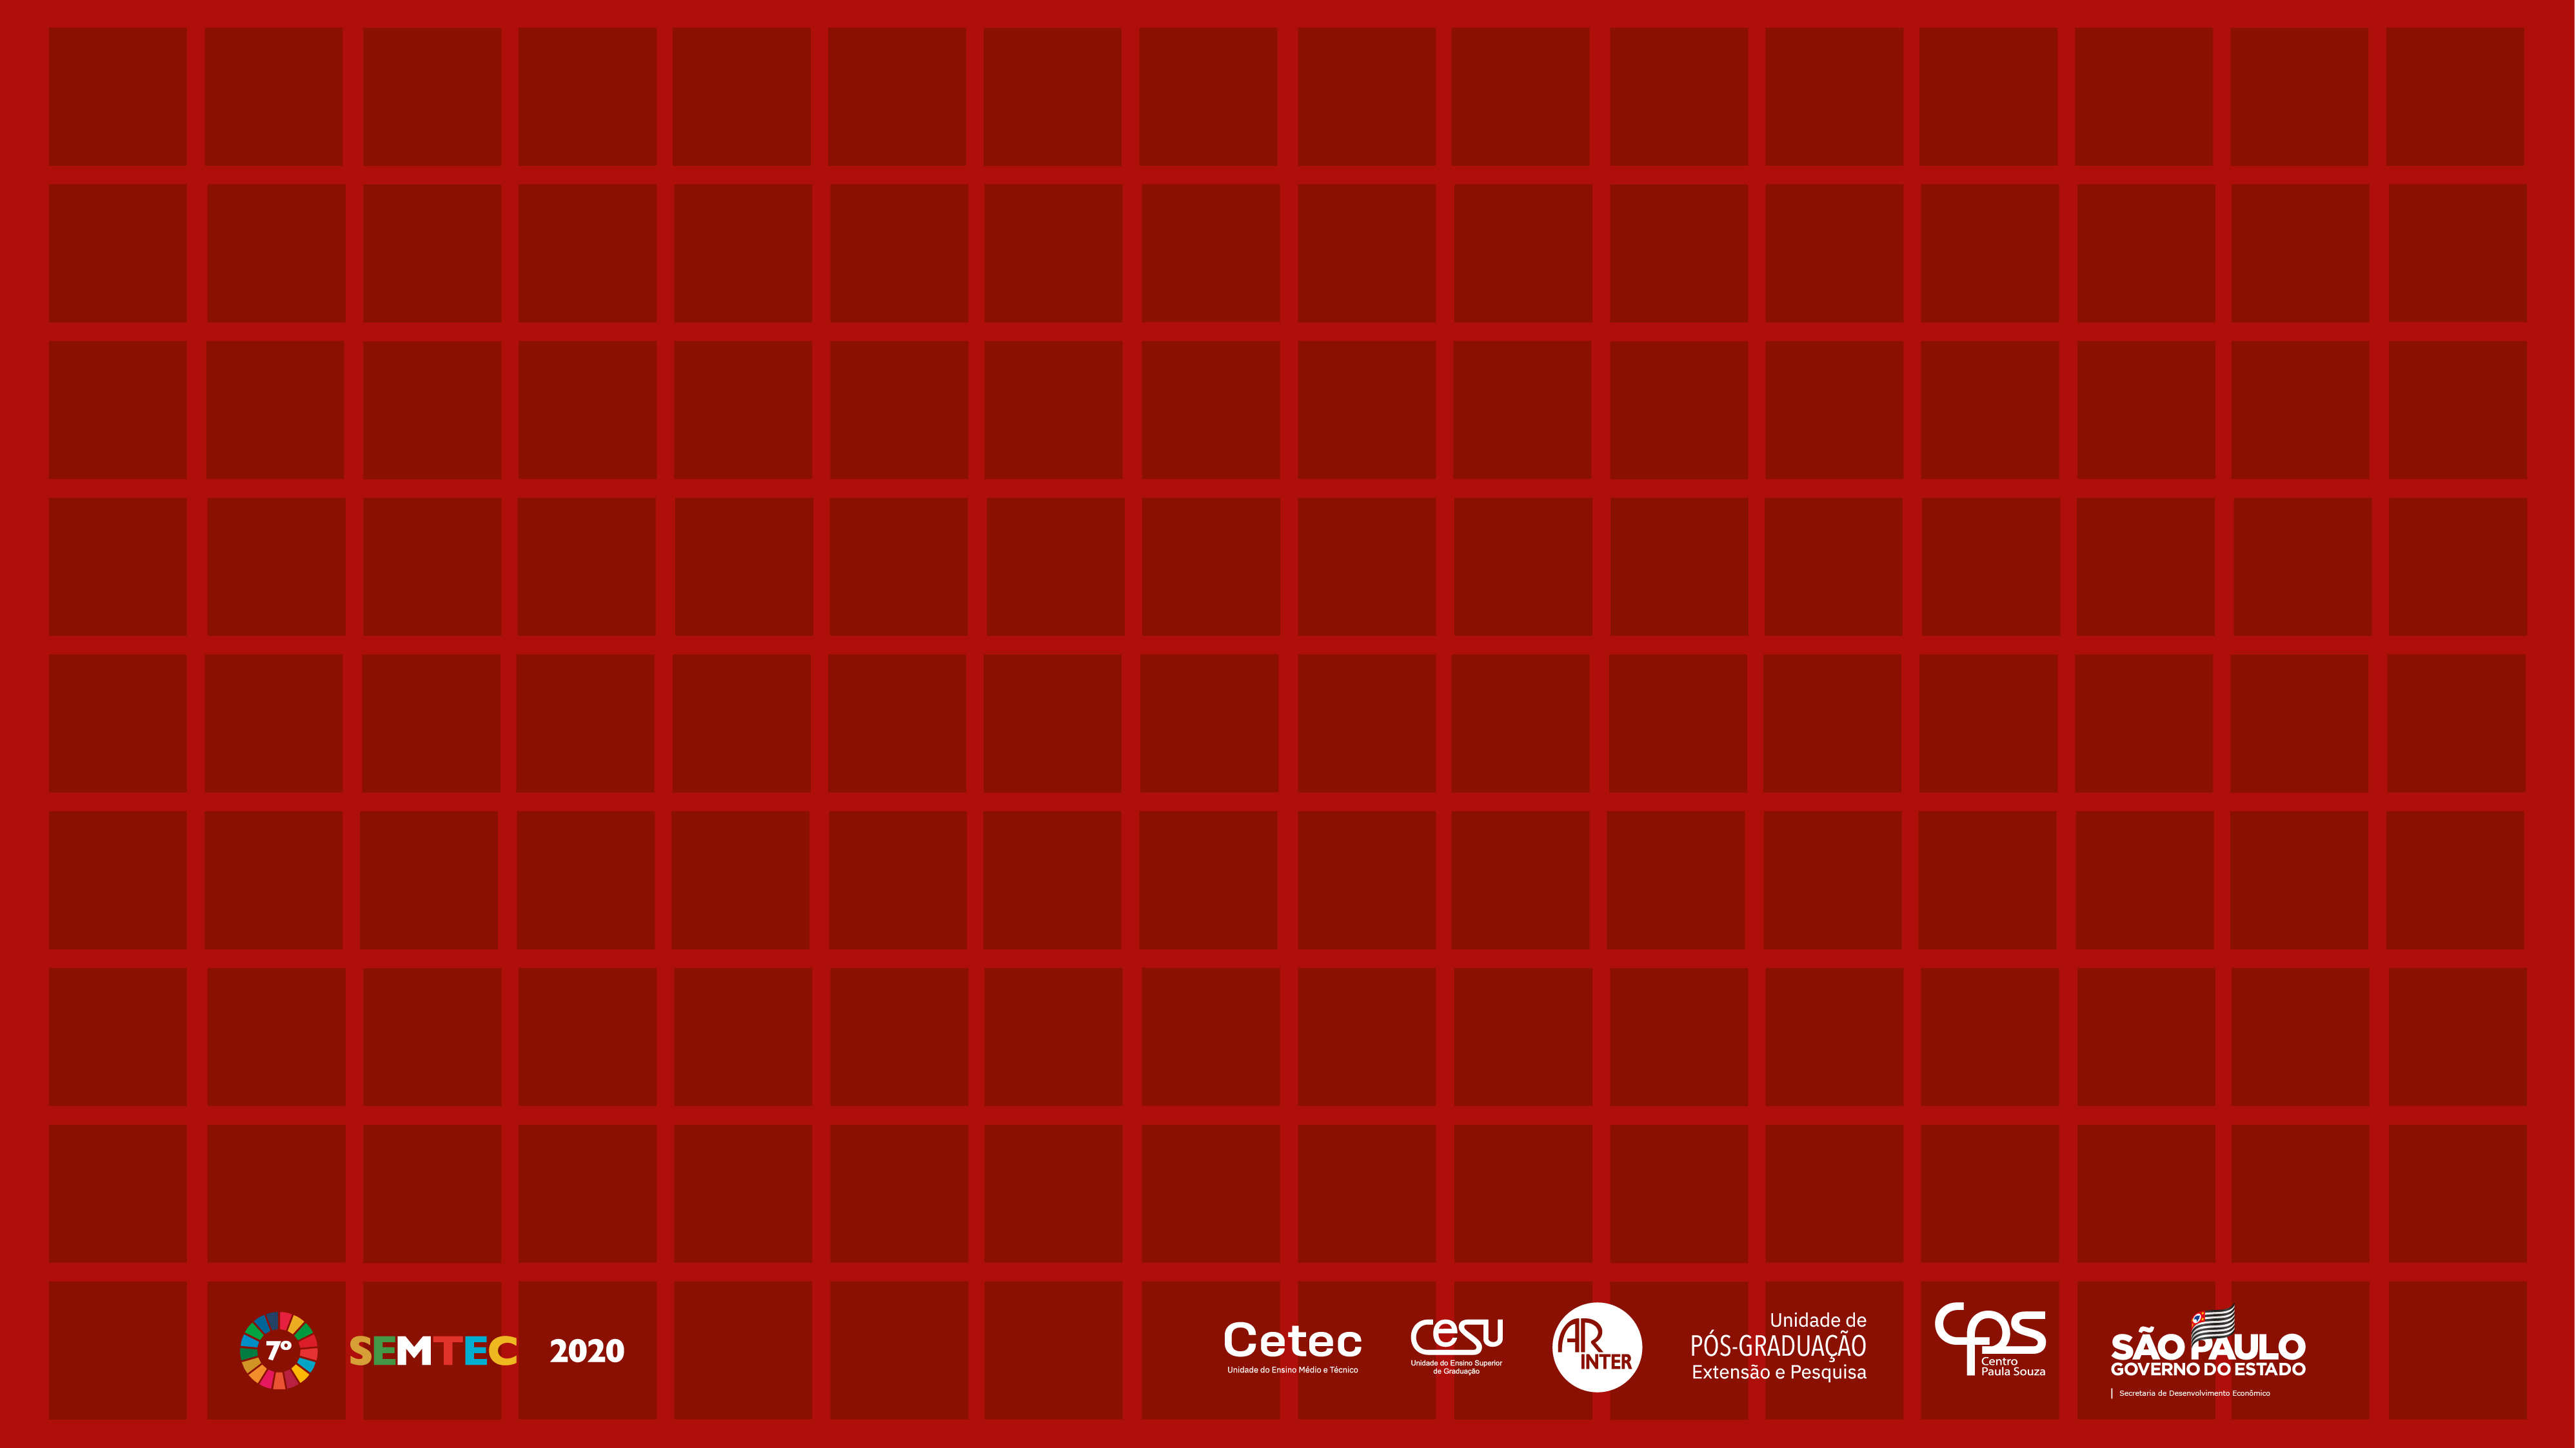 7º SEMTEC 2020
Cetec
Unidade do Ensino Médio e Técnico
CESU
Unidade do Ensino Superior
de Graduação
AR
INTER
Unidade de
PÓS-GRADUAÇÃO
Extensão e Pesquisa
CPS
Centro
Paula Souza
SÃO PAULO
GOVERNO DO ESTADO
Secretaria de Desenvolvimento Econômico